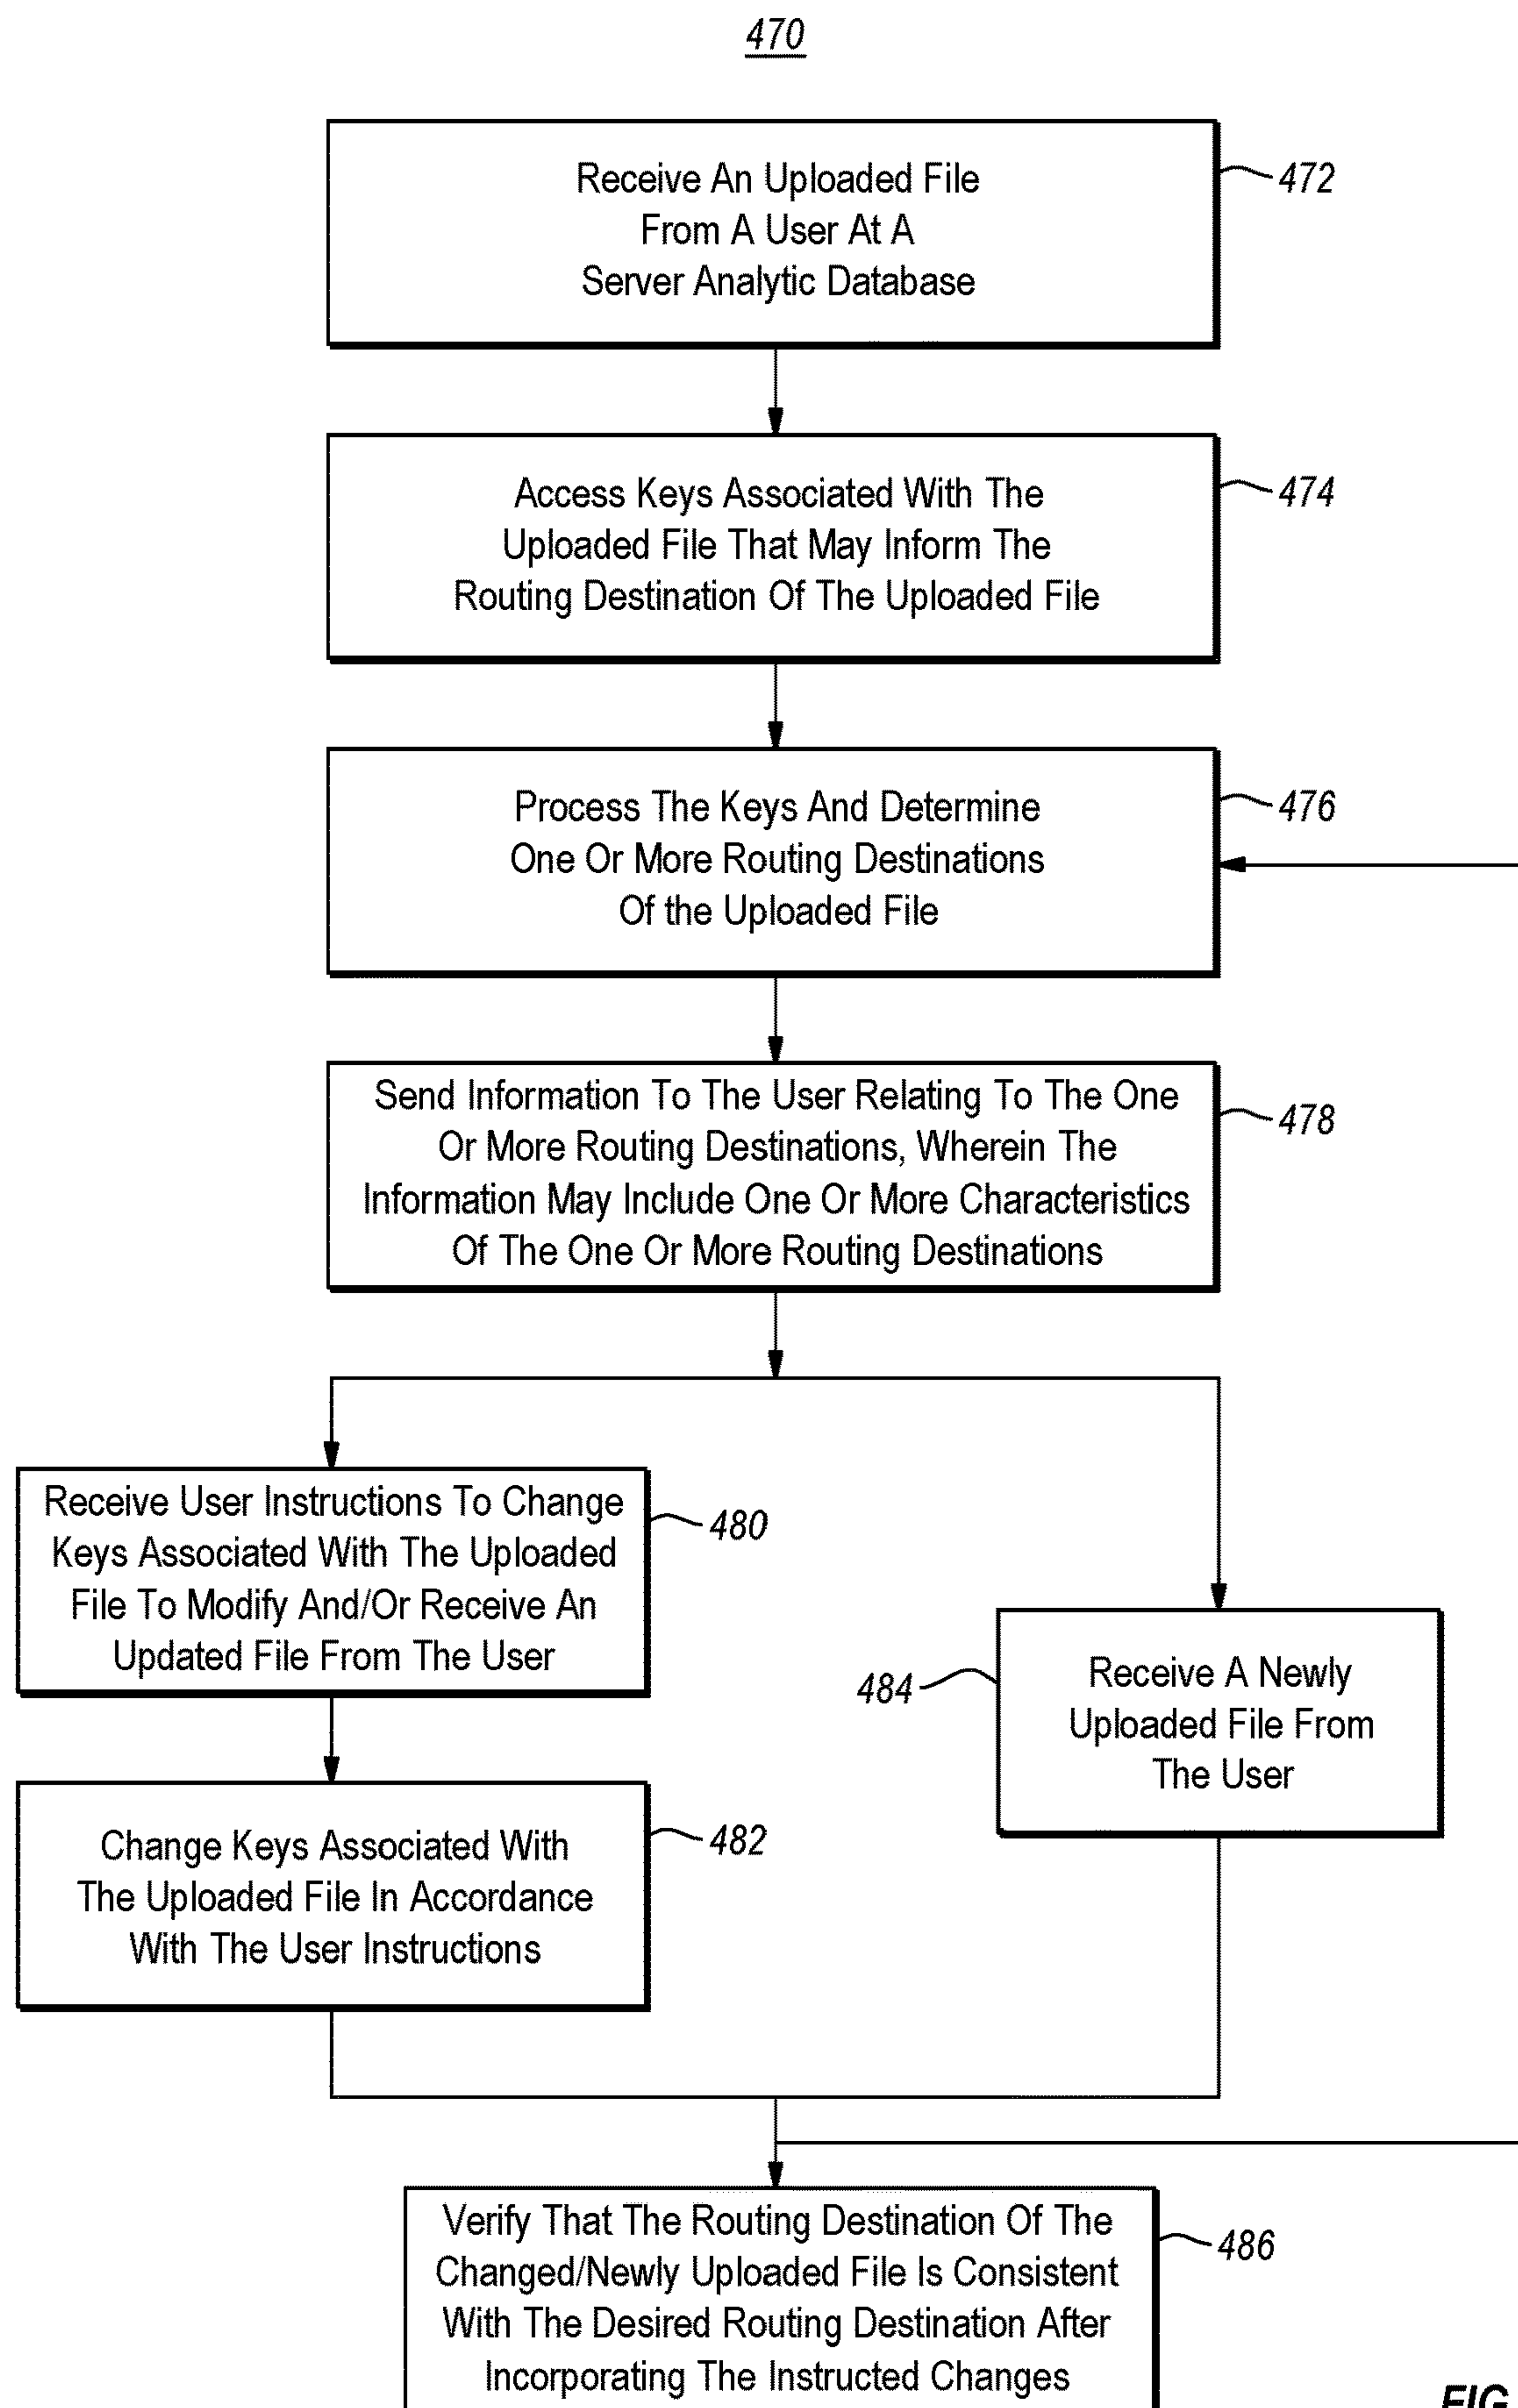 470
Receive An Uploaded File
From A User At A
Server Analytic Database
472
Access Keys Associated With The
Uploaded File That May Inform The
Routing Destination Of The Uploaded File
474
Process The Keys And Determine
One Or More Routing Destinations
Of the Uploaded File
476
Send Information To The User Relating To The One
Or More Routing Destinations, Wherein The
Information May Include One Or More Characteristics
Of The One Or More Routing Destinations
478
Receive User Instructions To Change
Keys Associated With The Uploaded
File To Modify And/Or Receive An
Updated File From The User
480
Change Keys Associated With
The Uploaded File In Accordance
With The User Instructions
482
484
Receive A Newly
Uploaded File From
The User
Verify That The Routing Destination Of The
Changed/Newly Uploaded File Is Consistent
With The Desired Routing Destination After
Incorporating The Instructed Changes
486
FIG